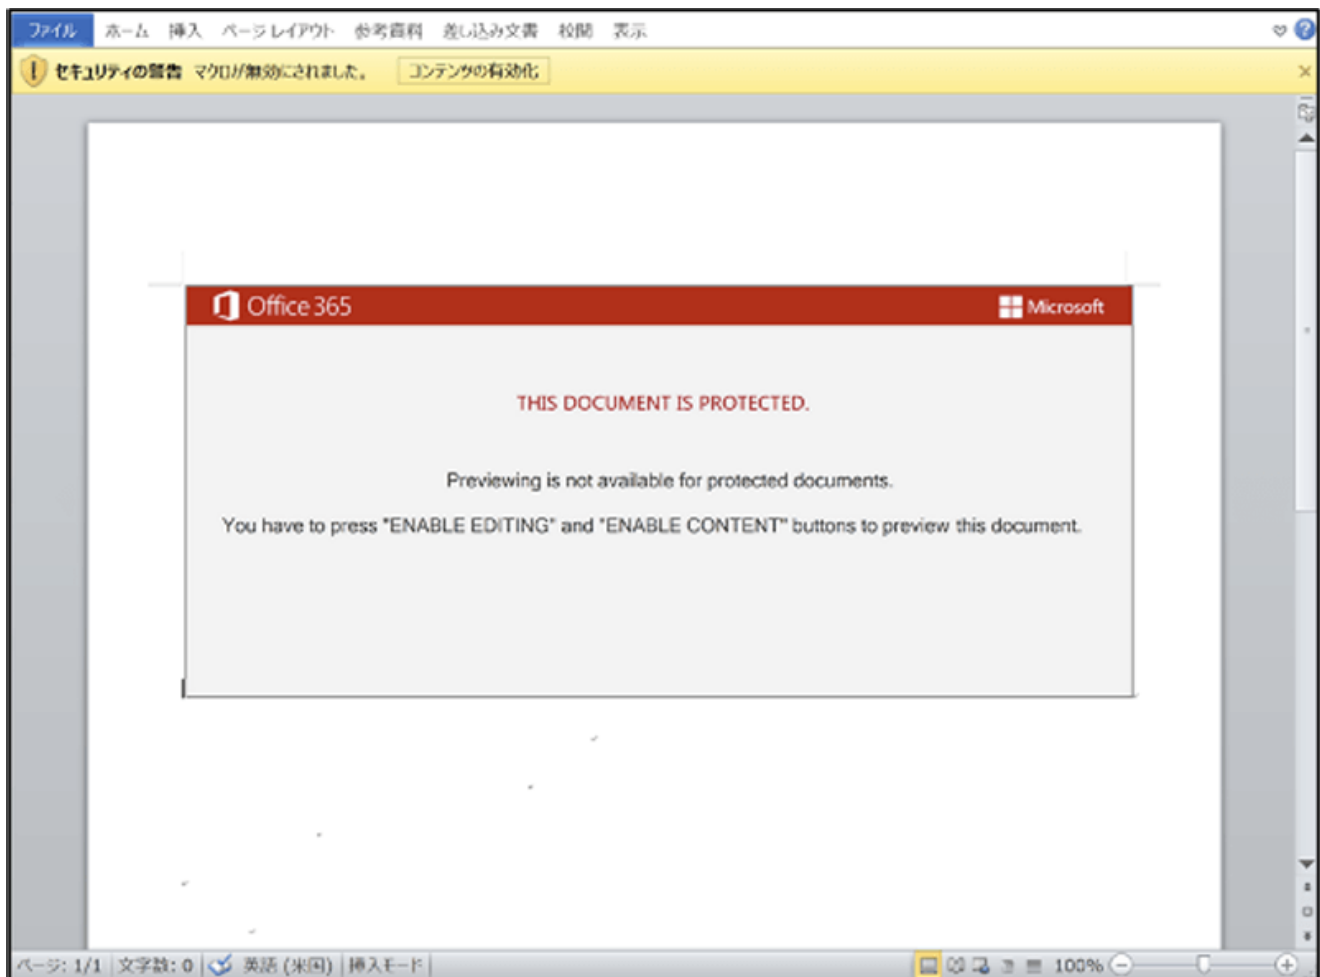 ファイル ホーム 挿入 ページ レイアウト 参考資料 差し込み文書 校閲 表示
セキュリティの警告 マクロが無効にされました。 コンテンツの有効化
Office 365 Microsoft
THIS DOCUMENT IS PROTECTED.
Previewing is not available for protected documents.
You have to press "ENABLE EDITING" and "ENABLE CONTENT" buttons to preview this document.
ページ: 1/1 文字数: 0 英語 (米国) 挿入モード 100%